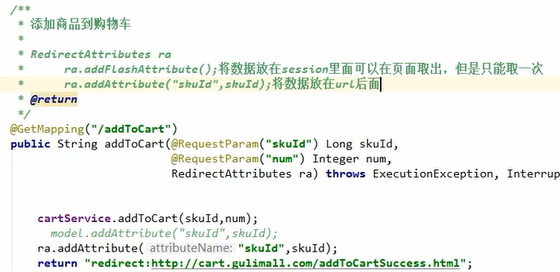 /**
* 添加商品到购物车
*
* RedirectAttributes ra
* ra.addFlashAttribute();将数据放在session里面可以在页面取出，但是只能取一次
* ra.addAttribute("skuId",skuId);将数据放在url后面
* @return
*/
@GetMapping("/addToCart")
public String addToCart(@RequestParam("skuId") Long skuId,
@RequestParam("num") Integer num,
RedirectAttributes ra) throws ExecutionException, Interrup
cartService.addToCart(skuId,num);
model.addAttribute("skuId",skuId);
ra.addAttribute( attributeName: "skuId",skuId);
return "redirect:http://cart.gulimall.com/addToCartSuccess.html";